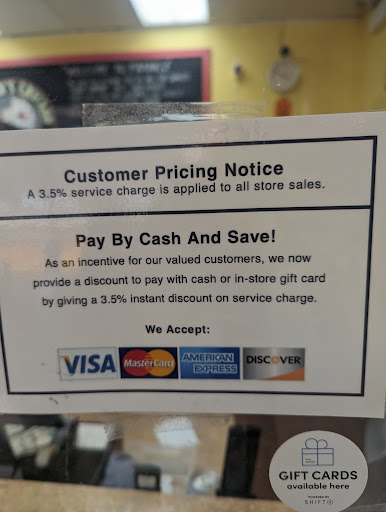 Customer Pricing Notice
A 3.5% service charge is applied to all store sales.
Pay By Cash And Save!
As an incentive for our valued customers, we now
provide a discount to pay with cash or in-store gift card
by giving a 3.5% instant discount on service charge.
We Accept:
VISA MasterCard AMERICAN EXPRESS DISCOVER
GIFT CARDS
available here
POWERED BY
SHIFT4